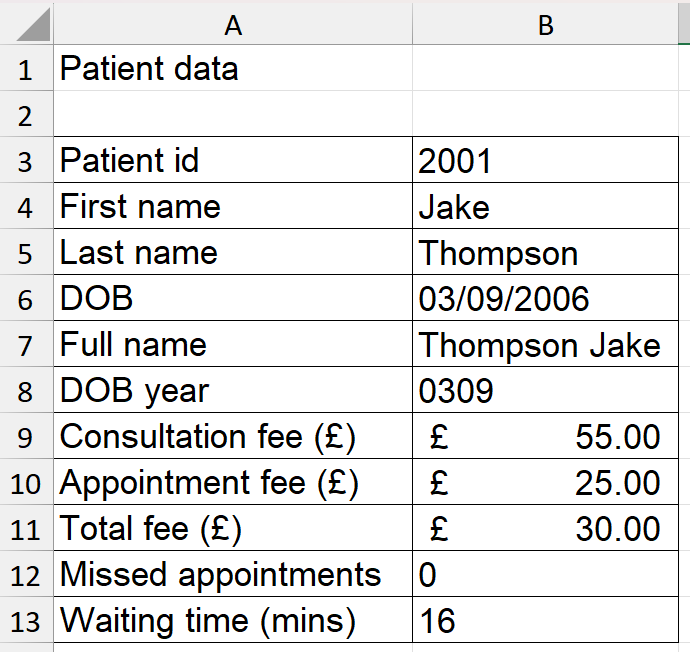 A B
1 Patient data
2
3 Patient id 2001
4 First name Jake
5 Last name Thompson
6 DOB 03/09/2006
7 Full name Thompson Jake
8 DOB year 0309
9 Consultation fee (£) £ 55.00
10 Appointment fee (£) £ 25.00
11 Total fee (£) £ 30.00
12 Missed appointments 0
13 Waiting time (mins) 16